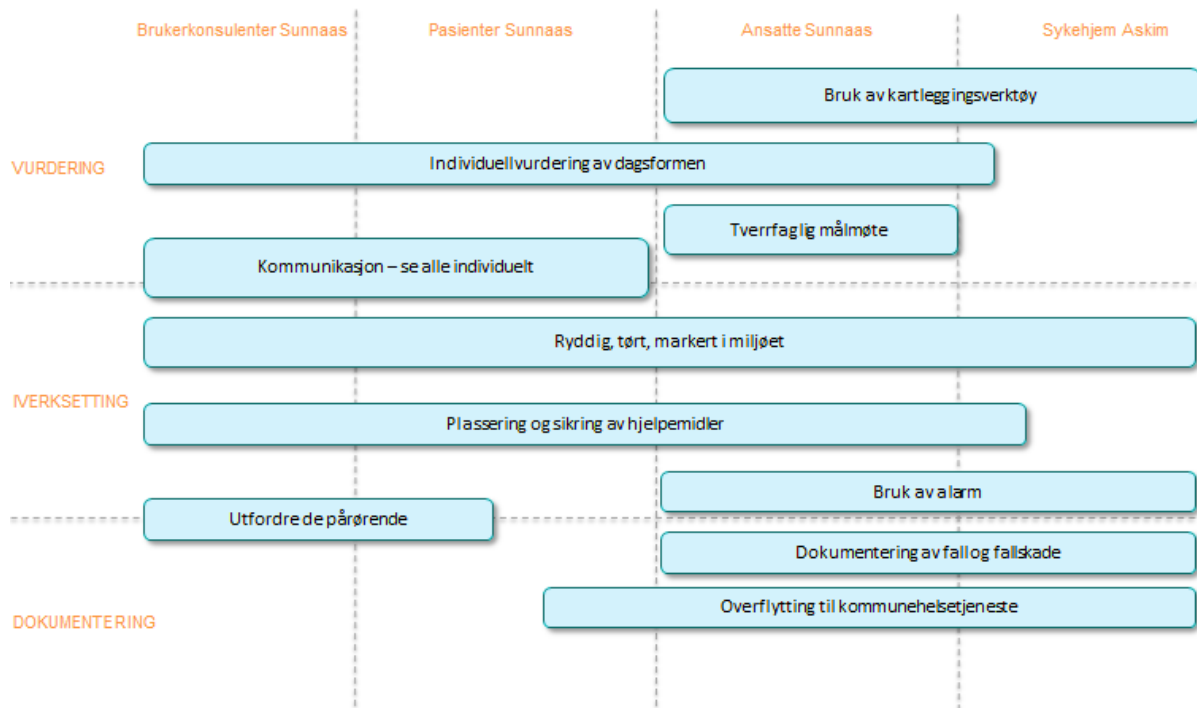 Brukerkonsulenter Sunnaas
Pasienter Sunnaas
Ansatte Sunnaas
Sykehjem Askim
Bruk av kartleggingsverktøy
VURDERING
Individuell vurdering av dagsformen
Tverrfaglig målmøte
Kommunikasjon – se alle individuelt
Ryddig, tørt, markert i miljøet
IVERKSETTING
Plassering og sikring av hjelpemidler
Bruk av alarm
Utfordre de pårørende
Dokumentering av fall og fallskade
Overflytting til kommunehelsetjeneste
DOKUMENTERING